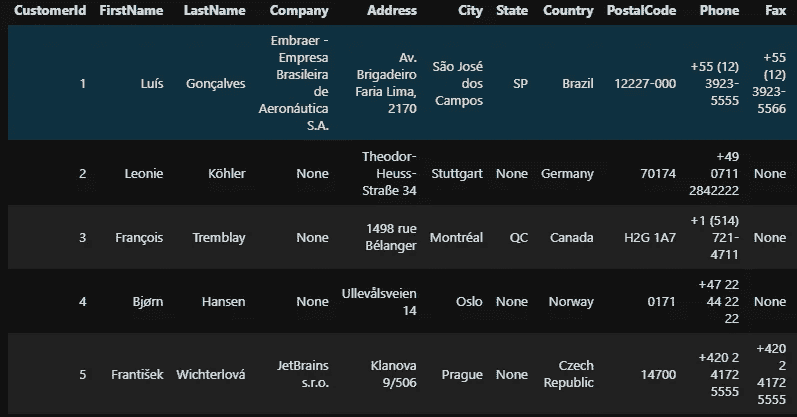 CustomerId FirstName LastName Company Address City State Country PostalCode Phone Fax
1 Luís Gonçalves Embraer - Empresa Brasileira de Aeronáutica S.A. Av. Brigadeiro Faria Lima, 2170 São José dos Campos SP Brazil 12227-000 +55 (12) 3923-5555 +55 (12) 3923-5566
2 Leonie Köhler None Theodor-Heuss-Straße 34 Stuttgart None Germany 70174 +49 0711 2842222 None
3 François Tremblay None 1498 rue Bélanger Montréal QC Canada H2G 1A7 +1 (514) 721-4711 None
4 Bjørn Hansen None Ullevålsveien 14 Oslo None Norway 0171 +47 22 44 22 22 None
5 František Wichterlová JetBrains s.r.o. Klanova 9/506 Prague None Czech Republic 14700 +420 2 4172 5555 +420 2 4172 5555